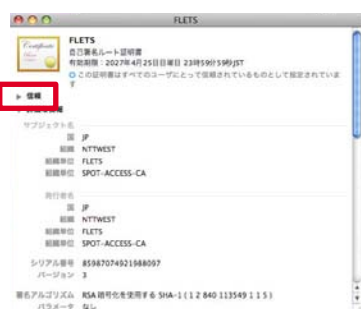 FLETS
Certificate
FLETS
自己署名ルート証明書
有効期限：2027年4月25日日曜日 23時59分59秒JST
この証明書はすべてのユーザにとって信頼されているものとして指定されていま
す
信頼
サブジェクト名
国 JP
組織 NTTWEST
組織単位 FLETS
組織単位 SPOT-ACCESS-CA
発行者名
国 JP
組織 NTTWEST
組織単位 FLETS
組織単位 SPOT-ACCESS-CA
シリアル番号 85987074921988097
バージョン 3
署名アルゴリズム RSA 暗号化を使用する SHA-1 ( 1 2 840 113549 1 1 5 )
パラメータ なし